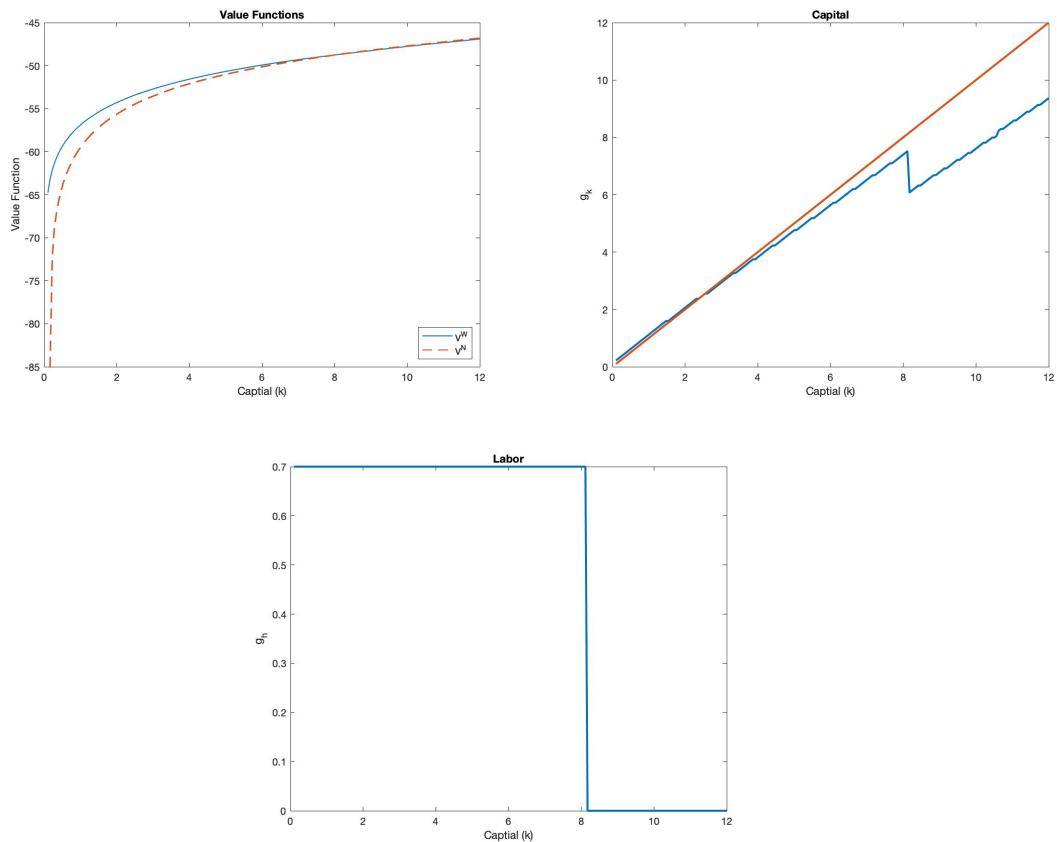 Value Functions
-45
-50
-55
-60
-65
-70
-75
-80
-85
Value Function
0 2 4 6 8 10 12
Captial (k)
V^W
V^N
Capital
12
10
8
6
4
2
0
g_k
0 2 4 6 8 10 12
Captial (k)
Labor
0.7
0.6
0.5
0.4
0.3
0.2
0.1
0
g_h
0 2 4 6 8 10 12
Captial (k)